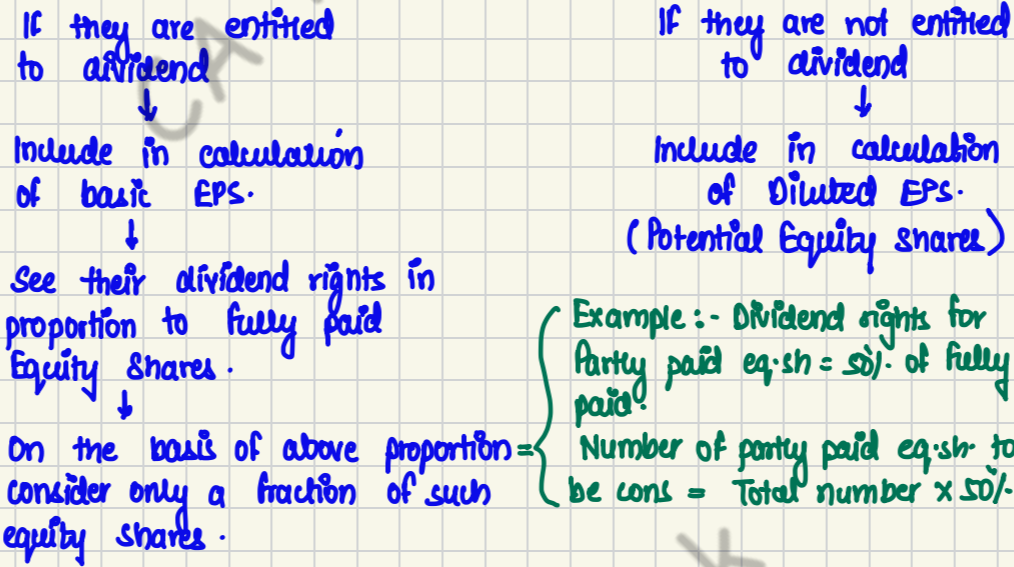 If they are entitled
to dividend
↓
Include in calculation
of basic EPS.
↓
See their dividend rights in
proportion to fully paid
Equity Shares.
↓
On the basis of above proportion =
consider only a fraction of such
equity shares.
If they are not entitled
to dividend
↓
Include in calculation
of Diluted EPS.
(Potential Equity shares)
Example :- Dividend rights for
Partly paid eq.sh = 50% of fully
paid.
Number of partly paid eq.sh. to
be cons = Total number x 50%.
CA